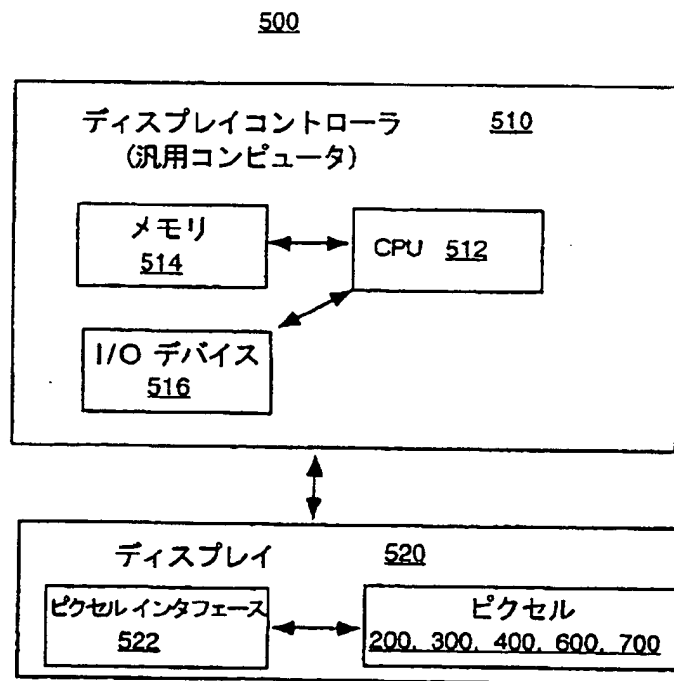 500
ディスプレイコントローラ 510
(汎用コンピュータ)
メモリ
514
CPU 512
I/O デバイス
516
ディスプレイ 520
ピクセル インタフェース
522
ピクセル
200, 300, 400, 600, 700